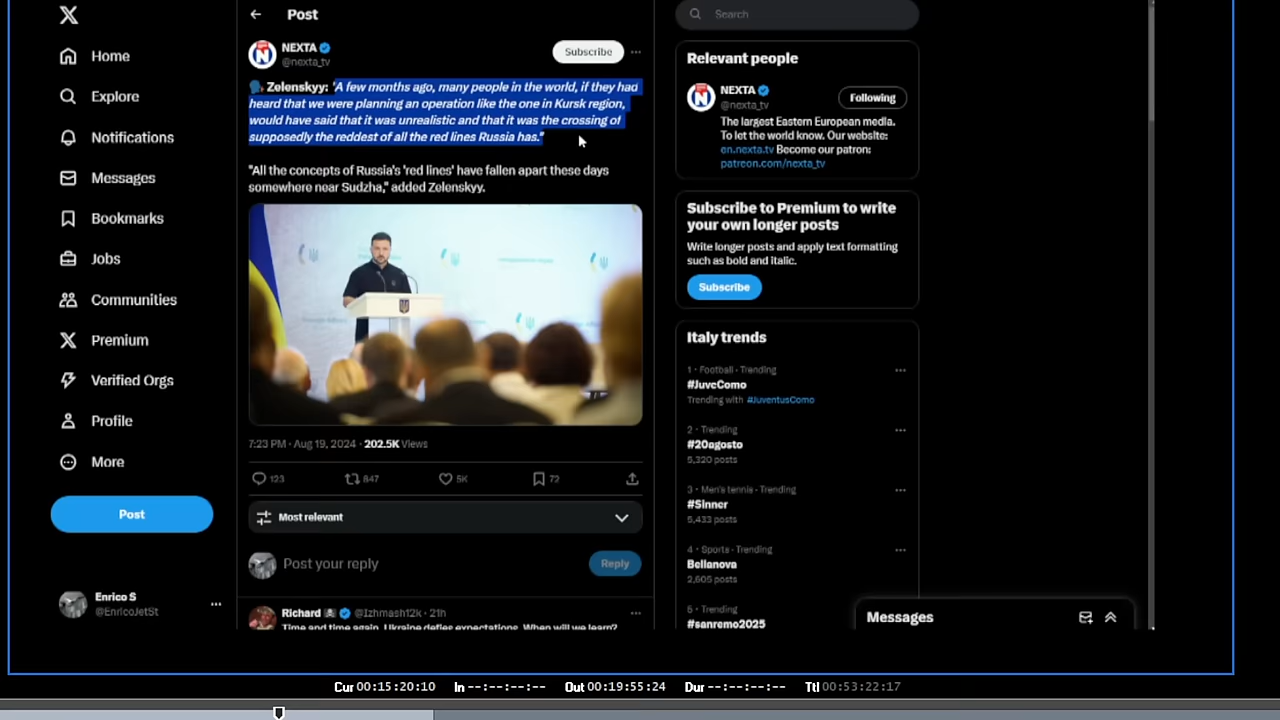 Post
Search
NEXTA
@nexta_tv
Subscribe
Zelenskyy: "A few months ago, many people in the world, if they had
heard that we were planning an operation like the one in Kursk region,
would have said that it was unrealistic and that it was the crossing of
supposedly the reddest of all the red lines Russia has."
"All the concepts of Russia's 'red lines' have fallen apart these days
somewhere near Sudzha," added Zelenskyy.
7:23 PM · Aug 19, 2024 · 202.5K Views
123
847
5K
72
Most relevant
Post your reply
Reply
Richard @Izhmash12k · 21h
Time and time again, Ukraine defies expectations. When will we learn?
Home
Explore
Notifications
Messages
Bookmarks
Jobs
Communities
Premium
Verified Orgs
Profile
More
Post
Enrico S
@EnricoJetSt
Relevant people
NEXTA
@nexta_tv
Following
The largest Eastern European media.
To let the world know. Our website:
en.nexta.tv Become our patron:
patreon.com/nexta_tv
Subscribe to Premium to write
your own longer posts
Write longer posts and apply text formatting
such as bold and italic.
Subscribe
Italy trends
1 · Football · Trending
#JuveComo
Trending with #JuventusComo
2 · Trending
#20agosto
5,320 posts
3 · Men's tennis · Trending
#Sinner
5,433 posts
4 · Sports · Trending
Bellanova
2,605 posts
5 · Trending
#sanremo2025
Messages
Cur 00:15:20:10 In --:--:--:-- Out 00:19:55:24 Dur --:--:--:-- Ttl 00:53:22:17